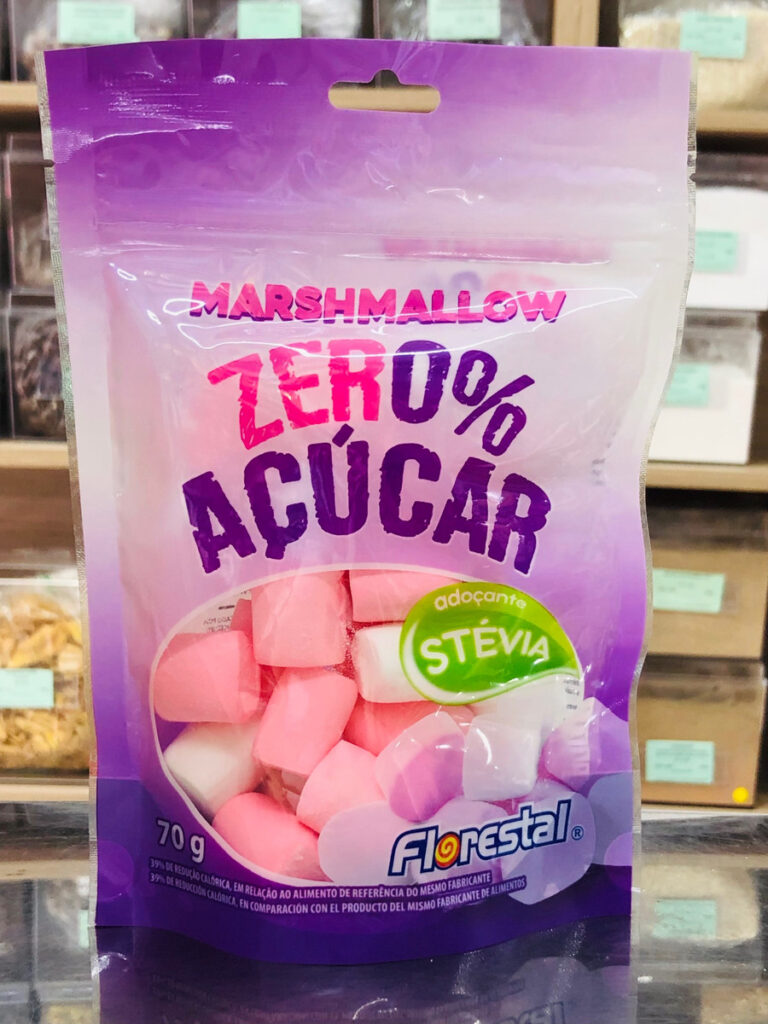 MARSHMALLOW
ZERO%
AÇÚCAR
adoçante
STÉVIA
70 g
Florestal®
39% DE REDUÇÃO CALÓRICA, EM RELAÇÃO AO ALIMENTO DE REFERÊNCIA DO MESMO FABRICANTE
39% DE REDUCCIÓN CALÓRICA, EN COMPARACIÓN CON EL PRODUCTO DEL MISMO FABRICANTE DE ALIMENTOS